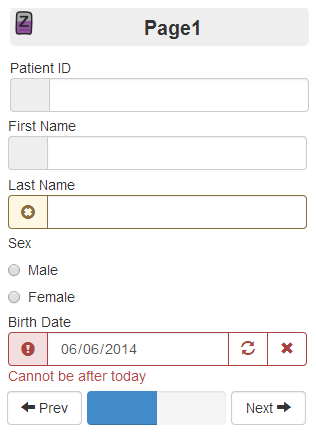 Z
Page1
Patient ID
First Name
Last Name
Sex
Male
Female
Birth Date
06/06/2014
Cannot be after today
Prev Next